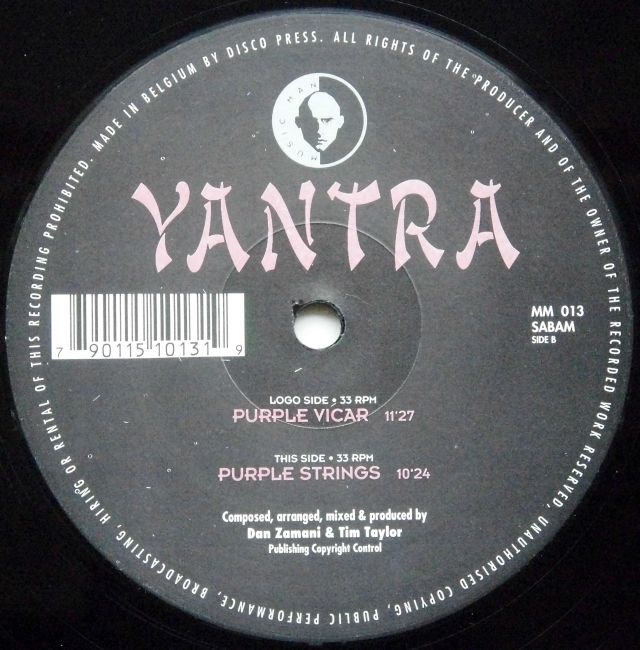 MADE IN BELGIUM BY DISCO PRESS. ALL RIGHTS OF THE PRODUCER AND OF THE OWNER OF THE RECORDED WORK RESERVED, UNAUTHORISED COPYING, PUBLIC PERFORMANCE, BROADCASTING, HIRING OR RENTAL OF THIS RECORDING PROHIBITED.
MUSIC MAN
YANTRA
7 90115 10131 9
MM 013
SABAM
SIDE B
LOGO SIDE • 33 RPM
PURPLE VICAR 11'27
THIS SIDE • 33 RPM
PURPLE STRINGS 10'24
Composed, arranged, mixed & produced by
Dan Zamani & Tim Taylor
Publishing Copyright Control